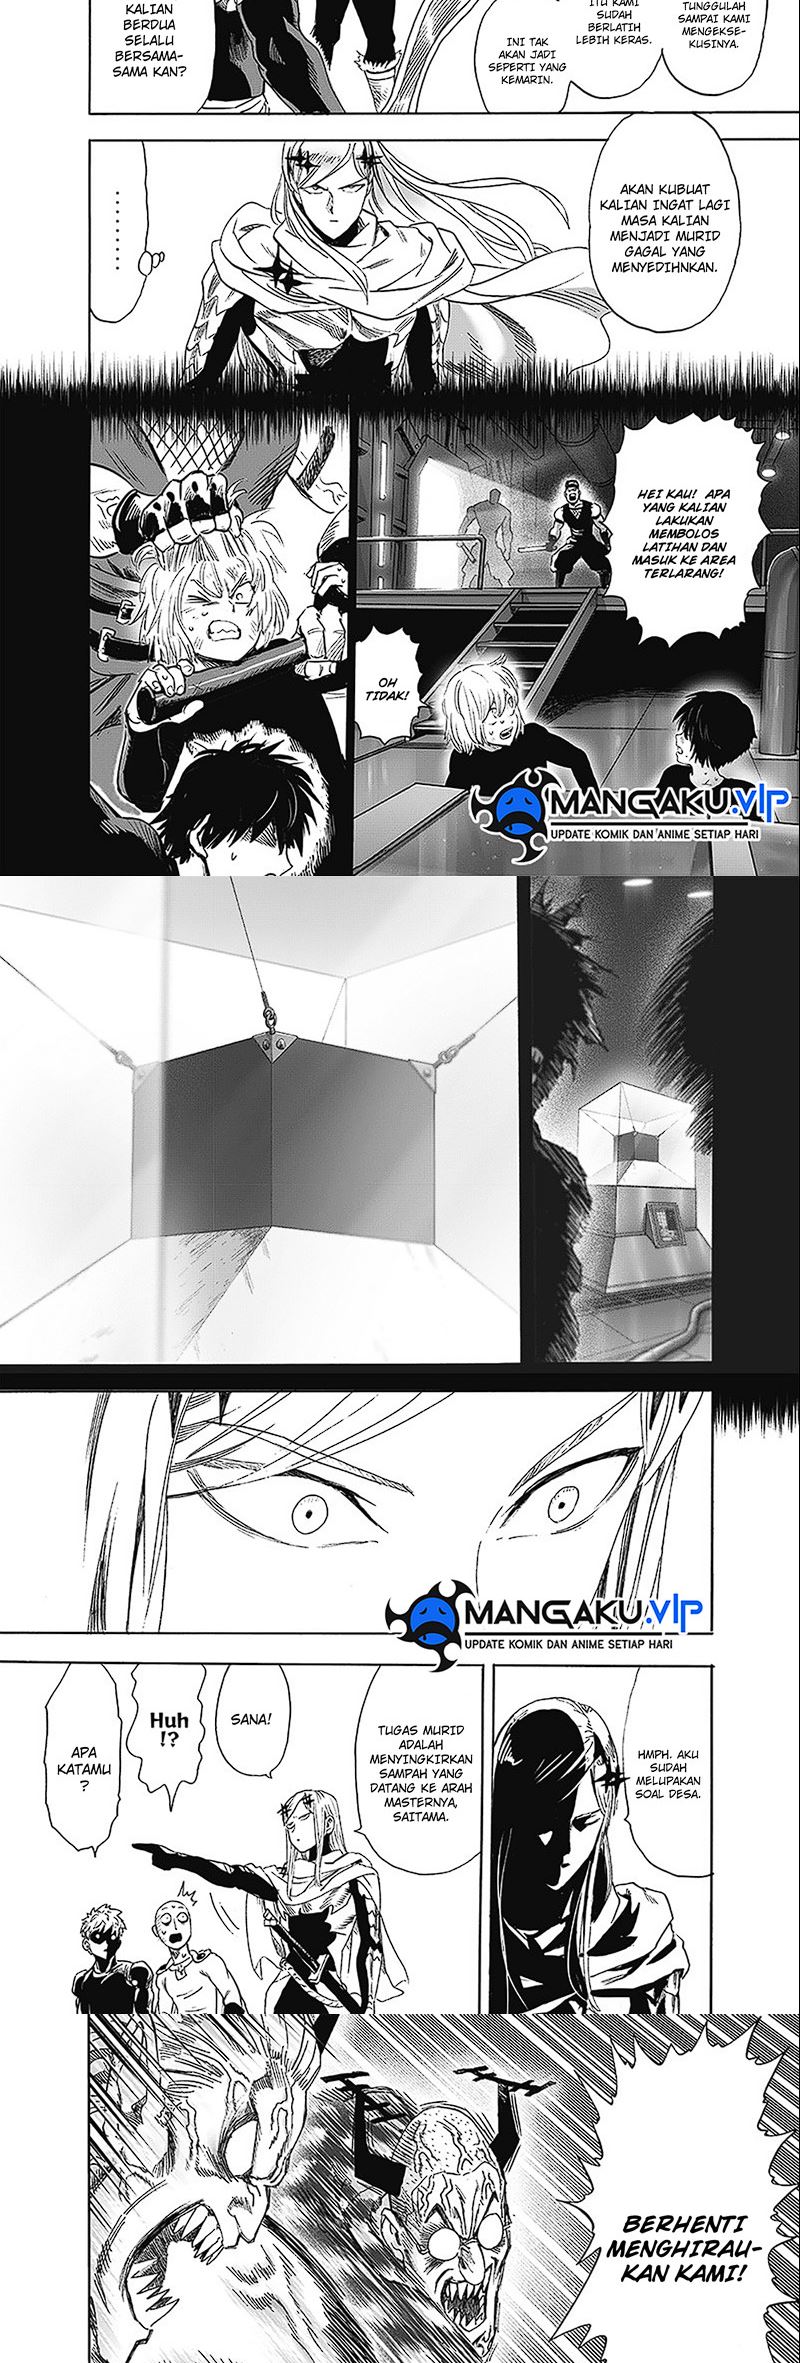 TUNGGULAH
SAMPAI KAMI
MENGEKSE-
KUSINYA.
ITU KAMI
SUDAH
BERLATIH
LEBIH KERAS.
INI TAK
AKAN JADI
SEPERTI YANG
KEMARIN.
KALIAN
BERDUA
SELALU
BERSAMA-
SAMA KAN?
AKAN KUBUAT
KALIAN INGAT LAGI
MASA KALIAN
MENJADI MURID
GAGAL YANG
MENYEDIHNKAN.
........
HEI KAU! APA
YANG KALIAN
LAKUKAN
MEMBOLOS
LATIHAN DAN
MASUK KE AREA
TERLARANG!
OH
TIDAK!
MANGAKU.VIP
UPDATE KOMIK DAN ANIME SETIAP HARI
MANGAKU.VIP
UPDATE KOMIK DAN ANIME SETIAP HARI
HMPH. AKU
SUDAH
MELUPAKAN
SOAL DESA.
TUGAS MURID
ADALAH
MENYINGKIRKAN
SAMPAH YANG
DATANG KE ARAH
MASTERNYA,
SAITAMA.
SANA!
Huh
!?
APA
KATAMU
?
BERHENTI
MENGHIRAU-
KAN KAMI!